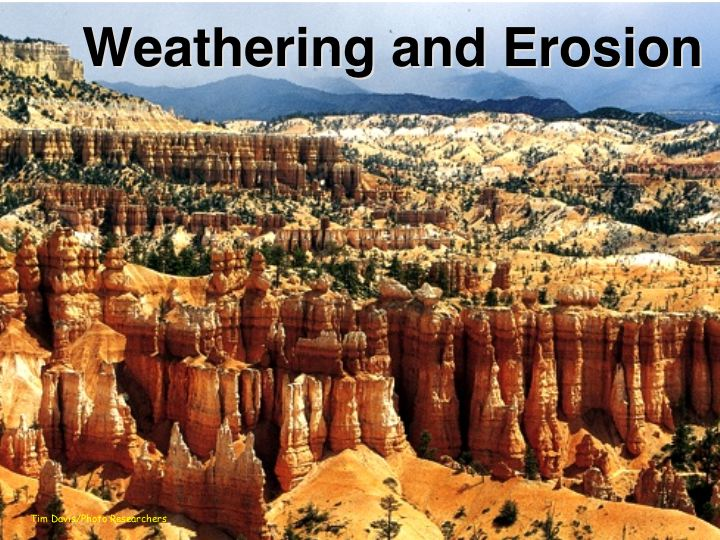 Weathering and Erosion
Tim Davis/Photo Researchers